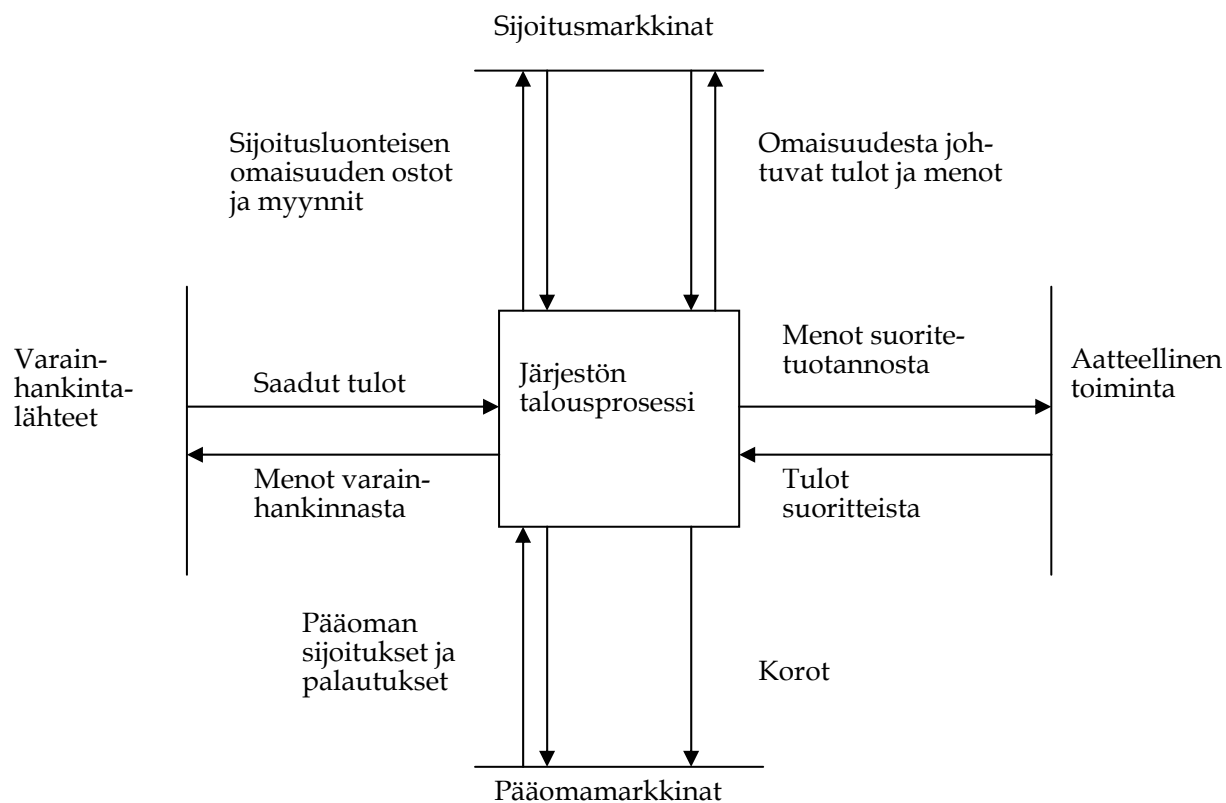 Sijoitusmarkkinat
Sijoitusluonteisen
omaisuuden ostot
ja myynnit
Omaisuudesta joh-
tuvat tulot ja menot
Varain-
hankinta-
lähteet
Saadut tulot
Menot varain-
hankinnasta
Järjestön
talousprosessi
Menot suorite-
tuotannosta
Tulot
suoritteista
Aatteellinen
toiminta
Pääoman
sijoitukset ja
palautukset
Korot
Pääomamarkkinat